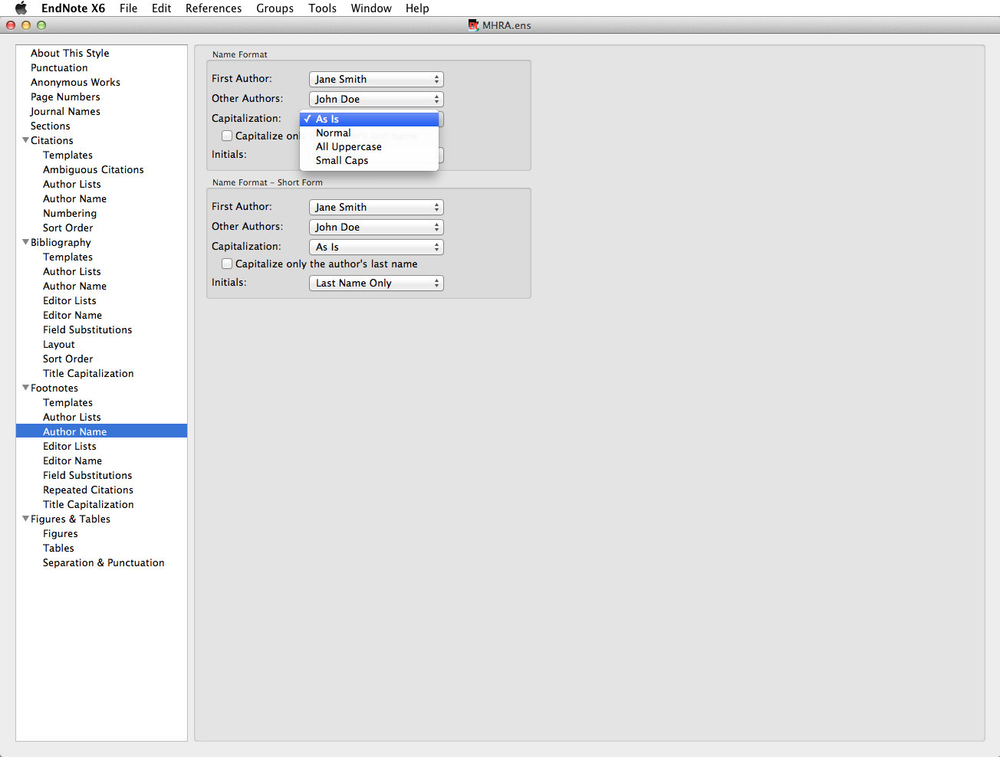 EndNote X6 File Edit References Groups Tools Window Help
MHRA.ens
About This Style
Punctuation
Anonymous Works
Page Numbers
Journal Names
Sections
Citations
Templates
Ambiguous Citations
Author Lists
Author Name
Numbering
Sort Order
Bibliography
Templates
Author Lists
Author Name
Editor Lists
Editor Name
Field Substitutions
Layout
Sort Order
Title Capitalization
Footnotes
Templates
Author Lists
Author Name
Editor Lists
Editor Name
Field Substitutions
Repeated Citations
Title Capitalization
Figures & Tables
Figures
Tables
Separation & Punctuation
Name Format
First Author: Jane Smith
Other Authors: John Doe
Capitalization: ✓ As Is
Normal
All Uppercase
Small Caps
Capitalize
Initials:
Name Format - Short Form
First Author: Jane Smith
Other Authors: John Doe
Capitalization: As Is
Capitalize only the author's last name
Initials: Last Name Only